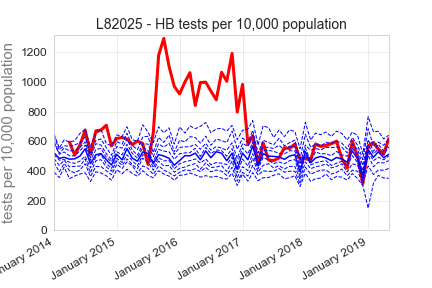 L82025 - HB tests per 10,000 population
tests per 10,000 population
1200
1000
800
600
400
200
0
nuary 2014
January 2015
January 2016
January 2017
January 2018
January 2019